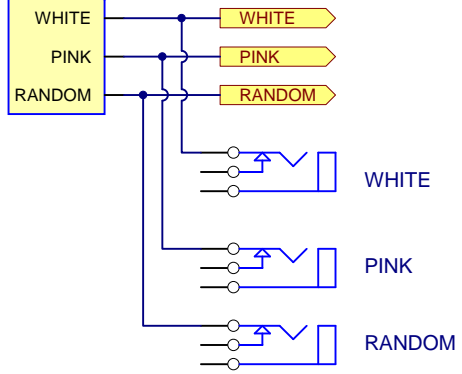 WHITE WHITE
PINK PINK
RANDOM RANDOM
WHITE
PINK
RANDOM